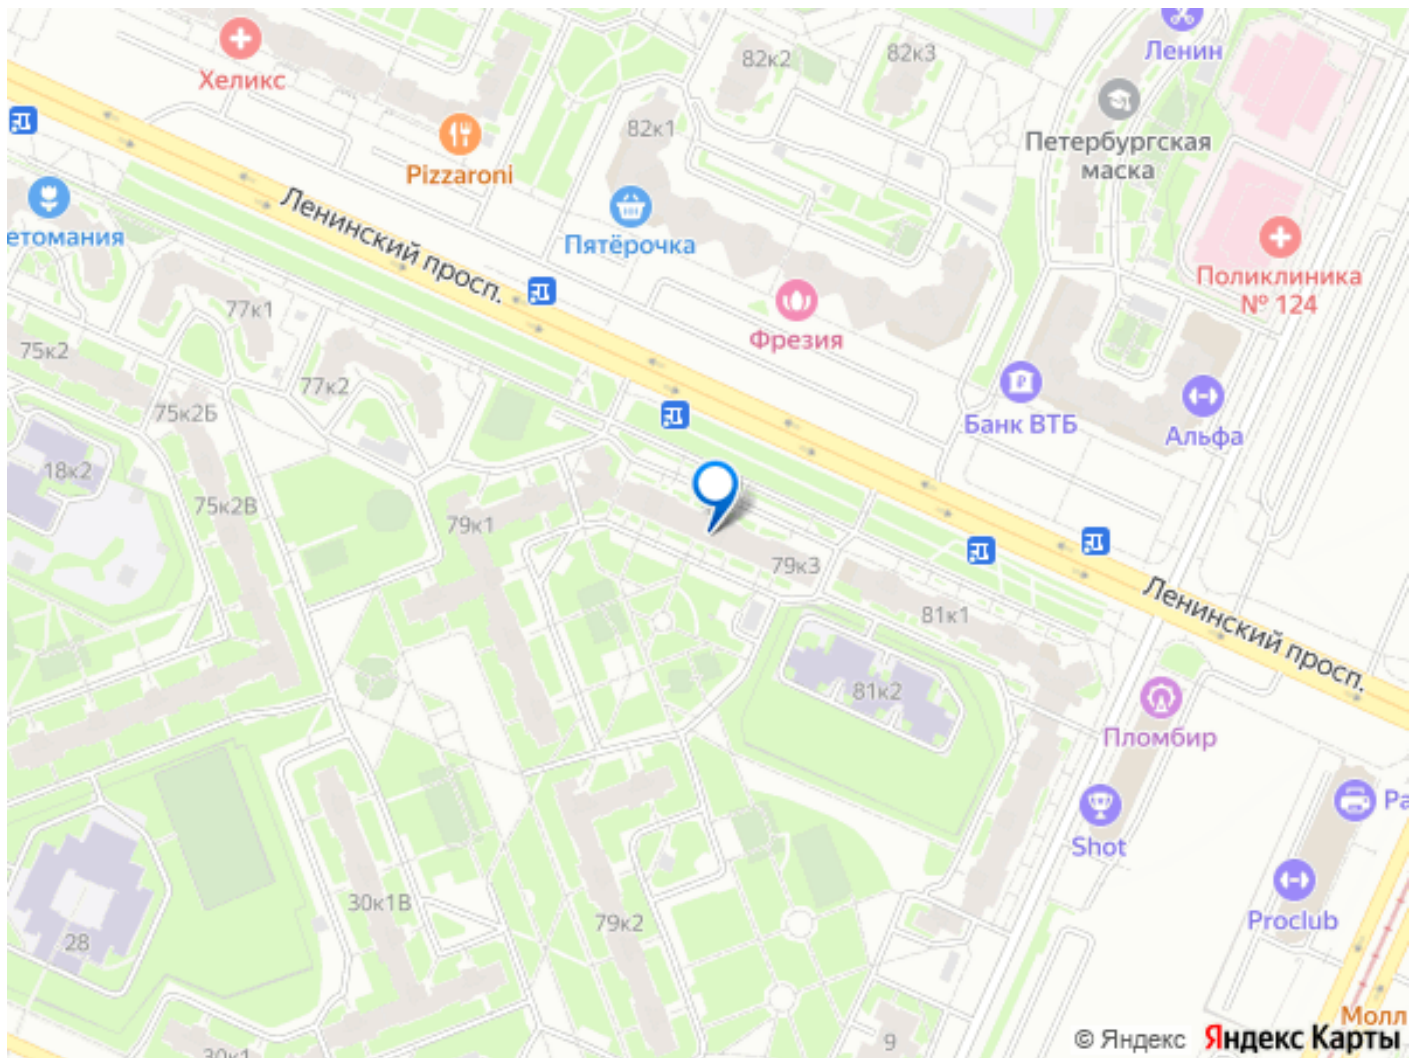 Хеликс
Pizzaroni
82к2
82к3
Ленин
82к1
Петербургская
маска
Ленинский просп.
етомания
Пятёрочка
Поликлиника
№ 124
77к1
Фрезия
75к2
77к2
75к2Б
Банк ВТБ
Альфа
18к2
75к2В
79к1
79к3
81к1
Ленинский просп.
81к2
Пломбир
Ра
Shot
30к1В
79к2
Proclub
28
Молл
9
30к1
© Яндекс Яндекс Карты